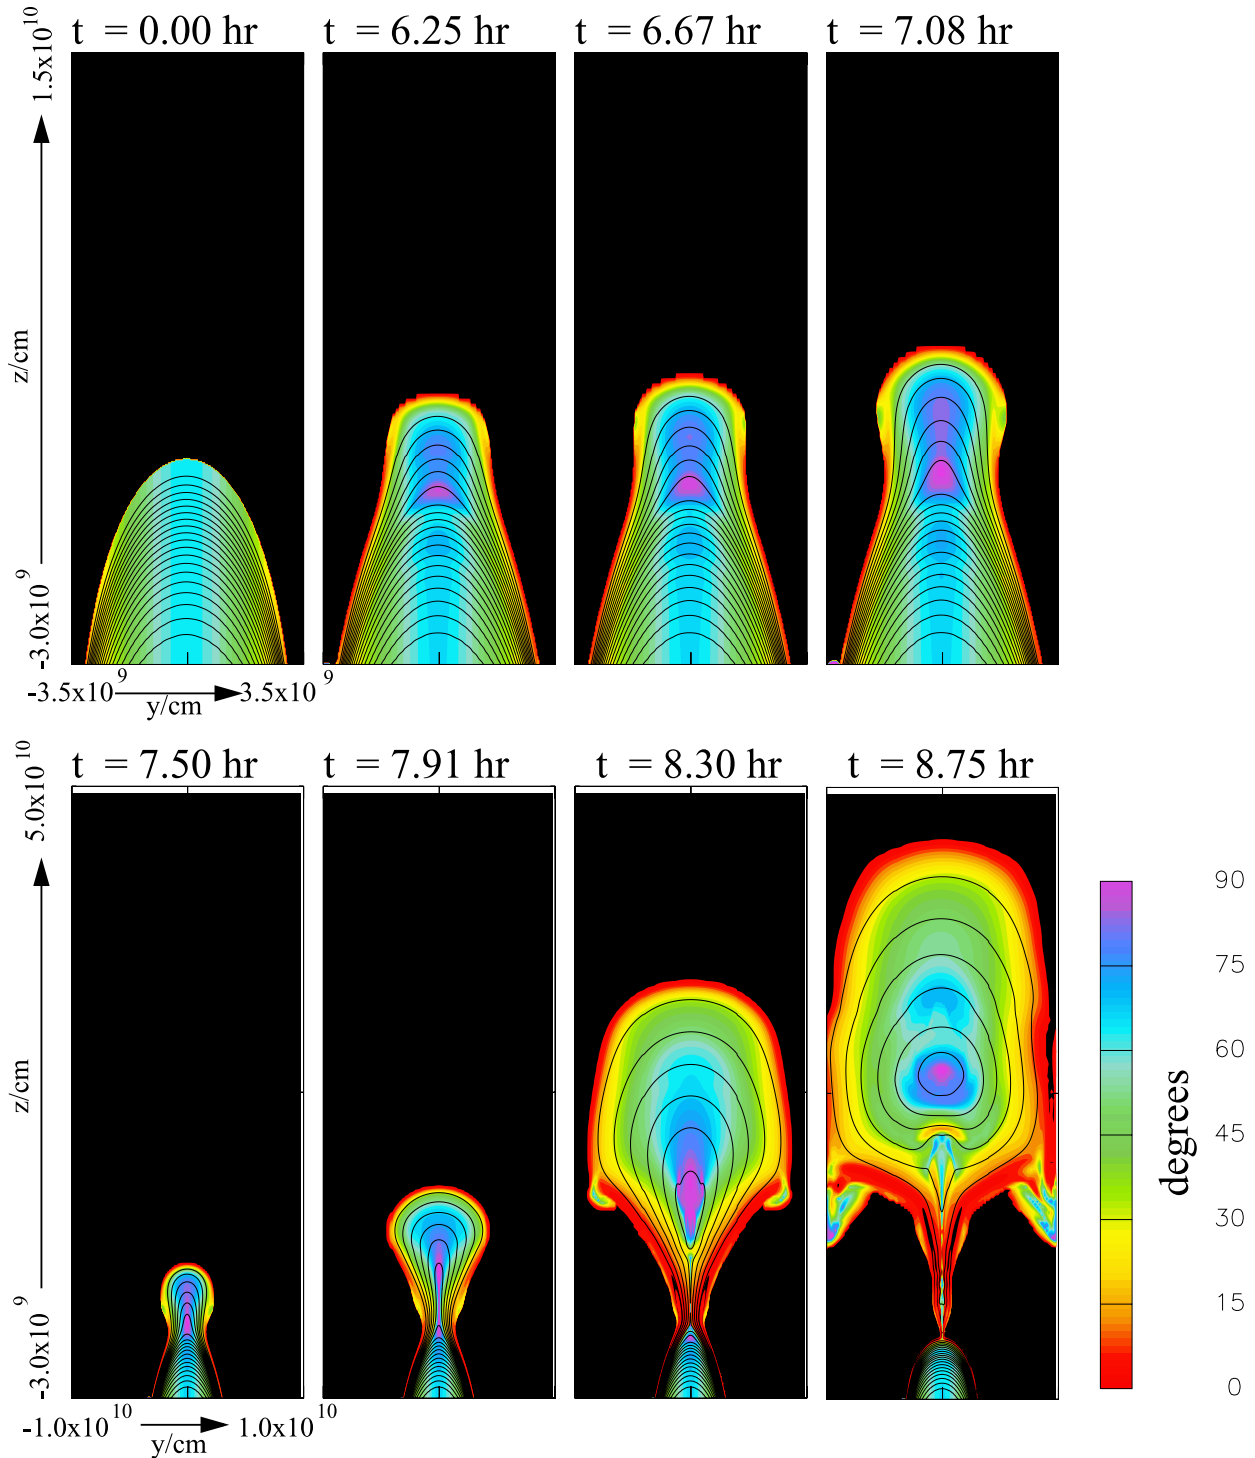 t = 0.00 hr
t = 6.25 hr
t = 6.67 hr
t = 7.08 hr
1.5x10^10
z/cm
-3.0x10^9
-3.5x10^9
y/cm
3.5x10^9
t = 7.50 hr
t = 7.91 hr
t = 8.30 hr
t = 8.75 hr
5.0x10^10
z/cm
-3.0x10^9
-1.0x10^10
y/cm
1.0x10^10
90
75
60
45
30
15
0
degrees